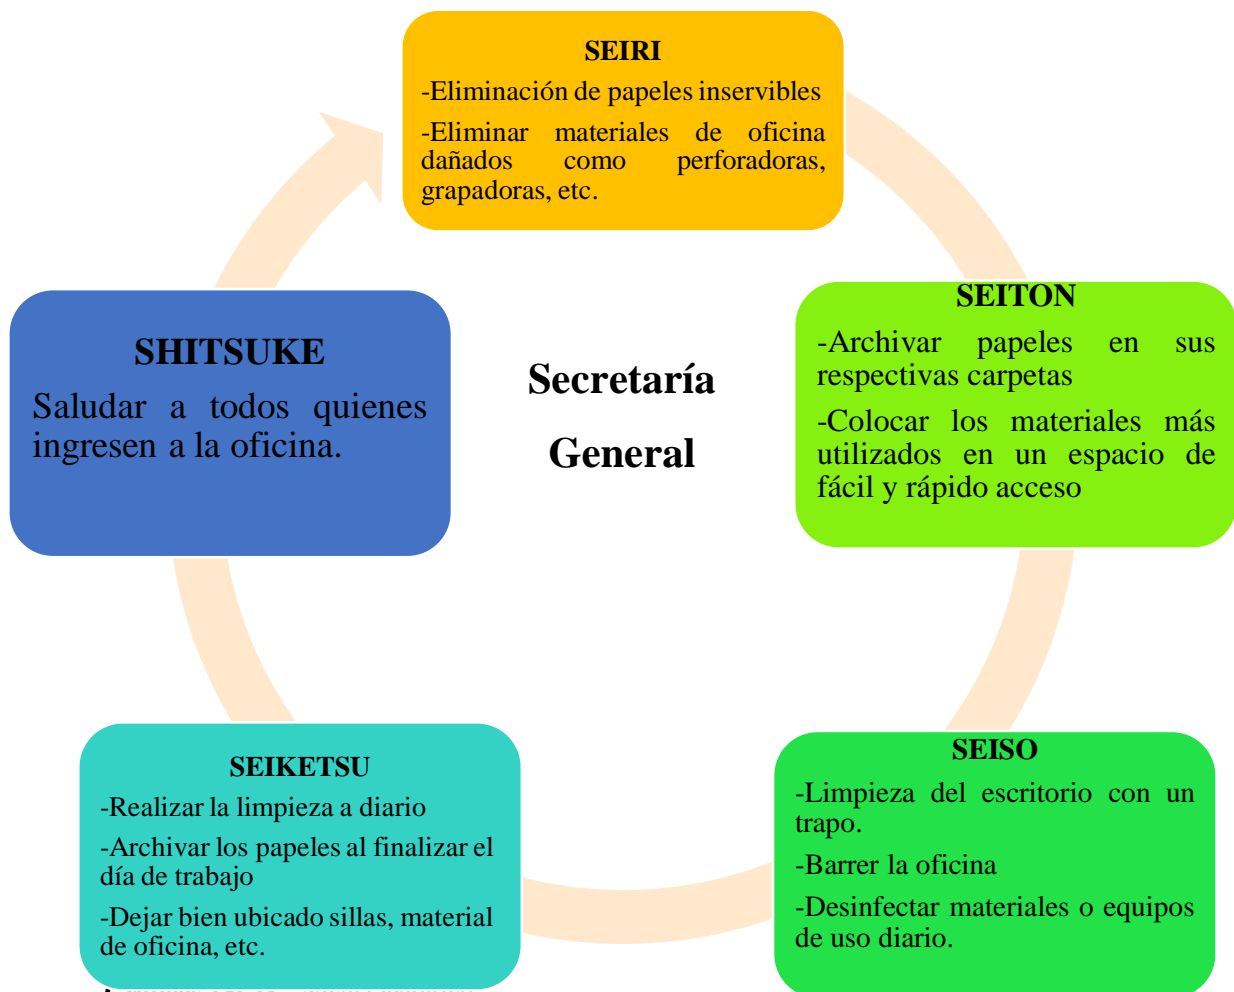 SEIRI
-Eliminación de papeles inservibles
-Eliminar materiales de oficina
dañados como perforadoras,
grapadoras, etc.
SEITON
-Archivar papeles en sus
respectivas carpetas
-Colocar los materiales más
utilizados en un espacio de
fácil y rápido acceso
SEISO
-Limpieza del escritorio con un
trapo.
-Barrer la oficina
-Desinfectar materiales o equipos
de uso diario.
SEIKETSU
-Realizar la limpieza a diario
-Archivar los papeles al finalizar el
día de trabajo
-Dejar bien ubicado sillas, material
de oficina, etc.
SHITSUKE
Saludar a todos quienes
ingresen a la oficina.
Secretaría
General